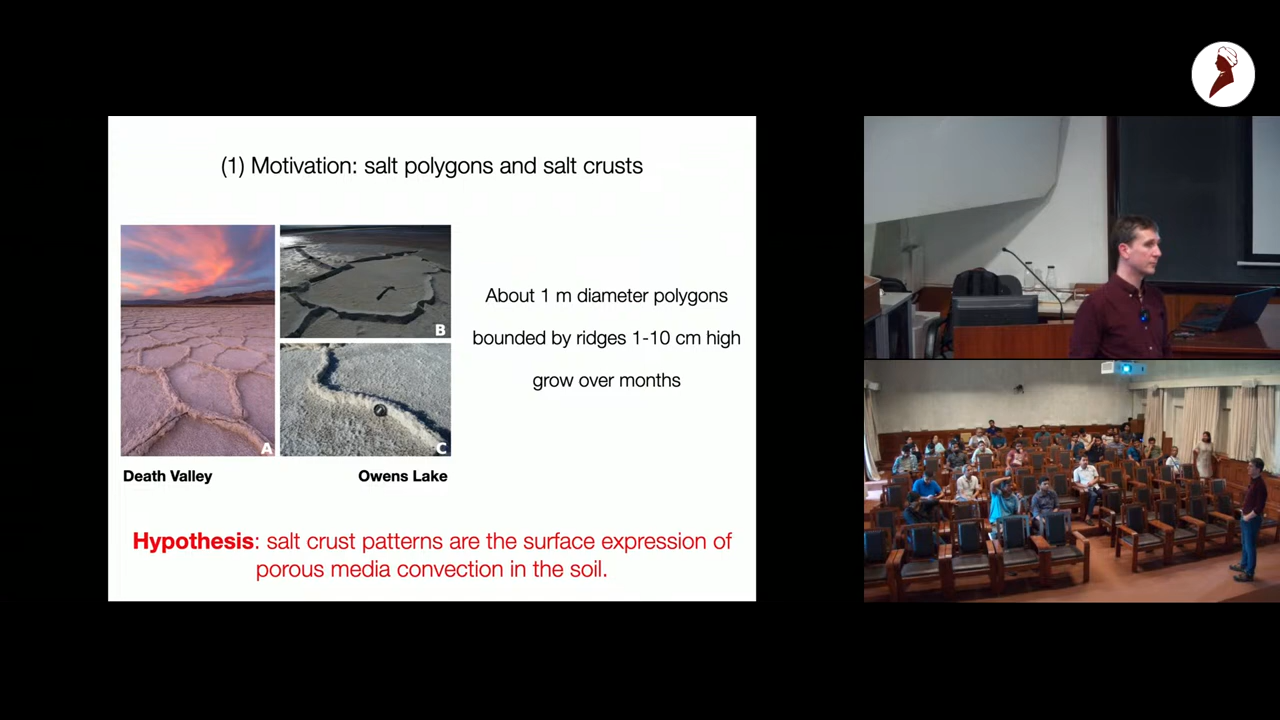 (1) Motivation: salt polygons and salt crusts
A
B
C
Death Valley
Owens Lake
About 1 m diameter polygons
bounded by ridges 1-10 cm high
grow over months
Hypothesis: salt crust patterns are the surface expression of
porous media convection in the soil.